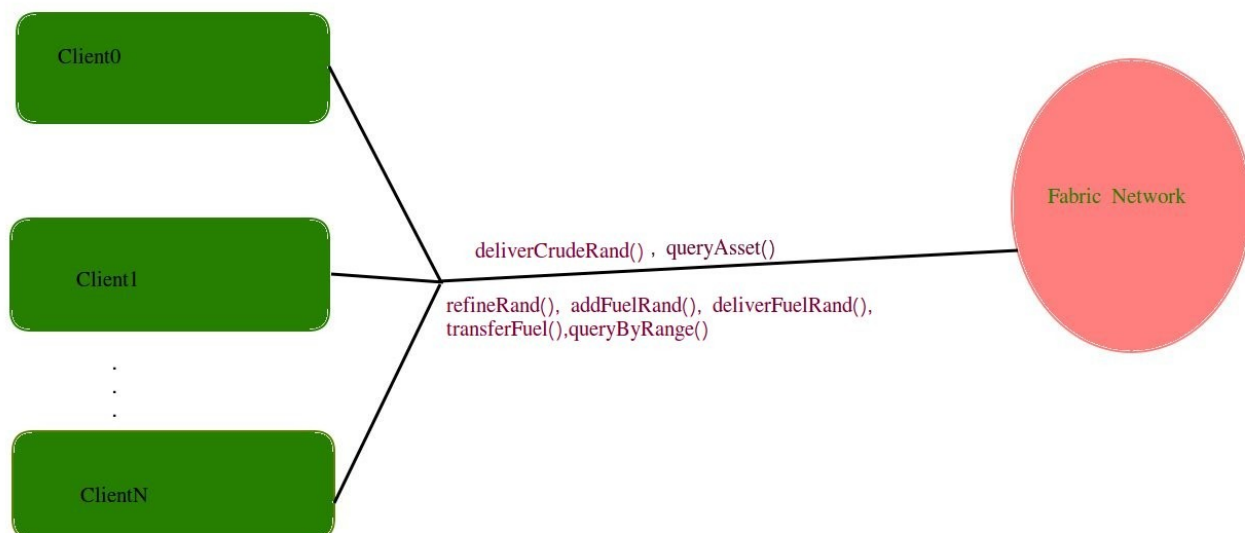 Client0
Fabric Network
deliverCrudeRand() , queryAsset()
Client1
refineRand(), addFuelRand(), deliverFuelRand(),
transferFuel(),queryByRange()
.
.
.
ClientN